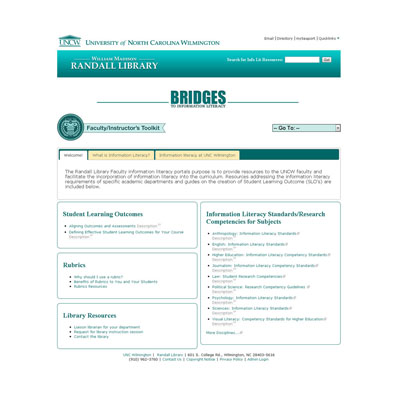 UNCW UNIVERSITY OF NORTH CAROLINA WILMINGTON
Email | Directory | mySeaport | Quicklinks
WILLIAM MADISON
RANDALL LIBRARY
Search for Info Lit Resources:
Go!
BRIDGES
TO INFORMATION LITERACY
Faculty/Instructor's Toolkit
-- Go To: --
Welcome!
What is Information Literacy?
Information literacy at UNC Wilmington
The Randall Library Faculty information literacy portals purpose is to provide resources to the UNCW faculty and
facilitate the incorporation of information literacy into the curriculum. Resources addressing the information literacy
requirements of specific academic departments and guides on the creation of Student Learning Outcome (SLO's) are
included below.
Student Learning Outcomes
Aligning Outcomes and Assessments Description
Defining Effective Student Learning Outcomes for Your Course
Description
Rubrics
Why should I use a rubric?
Benefits of Rubrics to You and Your Students
Rubrics Resources
Library Resources
Liaison librarian for your department
Request for library instruction session
Contact the library
Information Literacy Standards/Research
Competencies for Subjects
Anthropology: Information Literacy Standards
Description
English: Information Literacy Standards
Description
Higher Education: Information Literacy Competency Standards
Description
Journalism: Information Literacy Competency Standards
Description
Law: Student Research Competencies
Description
Political Science: Research Competency Guidelines
Description
Psychology: Information Literacy Standards
Description
Sciences: Information Literacy Standards
Description
Visual Literacy: Competency Standards for Higher Education
Description
More Disciplines...
UNC Wilmington | Randall Library | 601 S. College Rd., Wilmington, NC 28403-5616
(910) 962-3760 | Contact Us | Copyright Notice | Privacy Policy | Admin Login